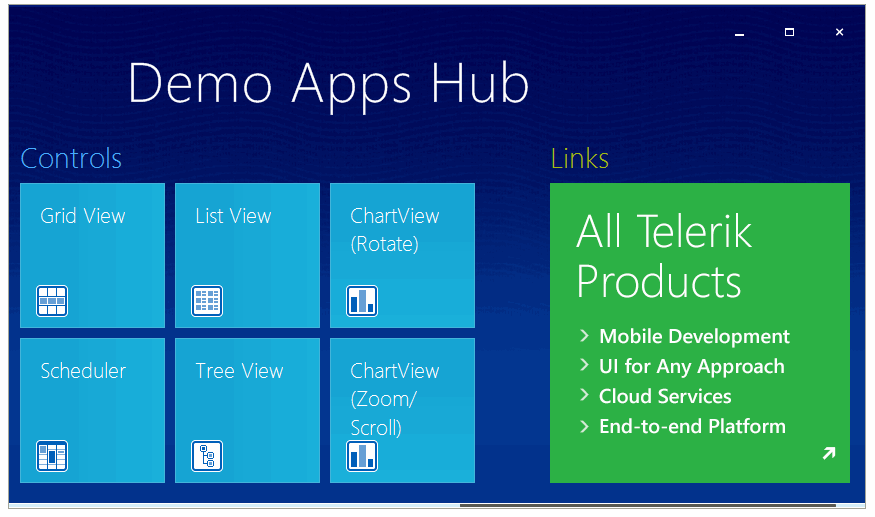 Demo Apps Hub
Controls
Grid View
List View
ChartView
(Rotate)
Scheduler
Tree View
ChartView
(Zoom/
Scroll)
Links
All Telerik
Products
Mobile Development
UI for Any Approach
Cloud Services
End-to-end Platform